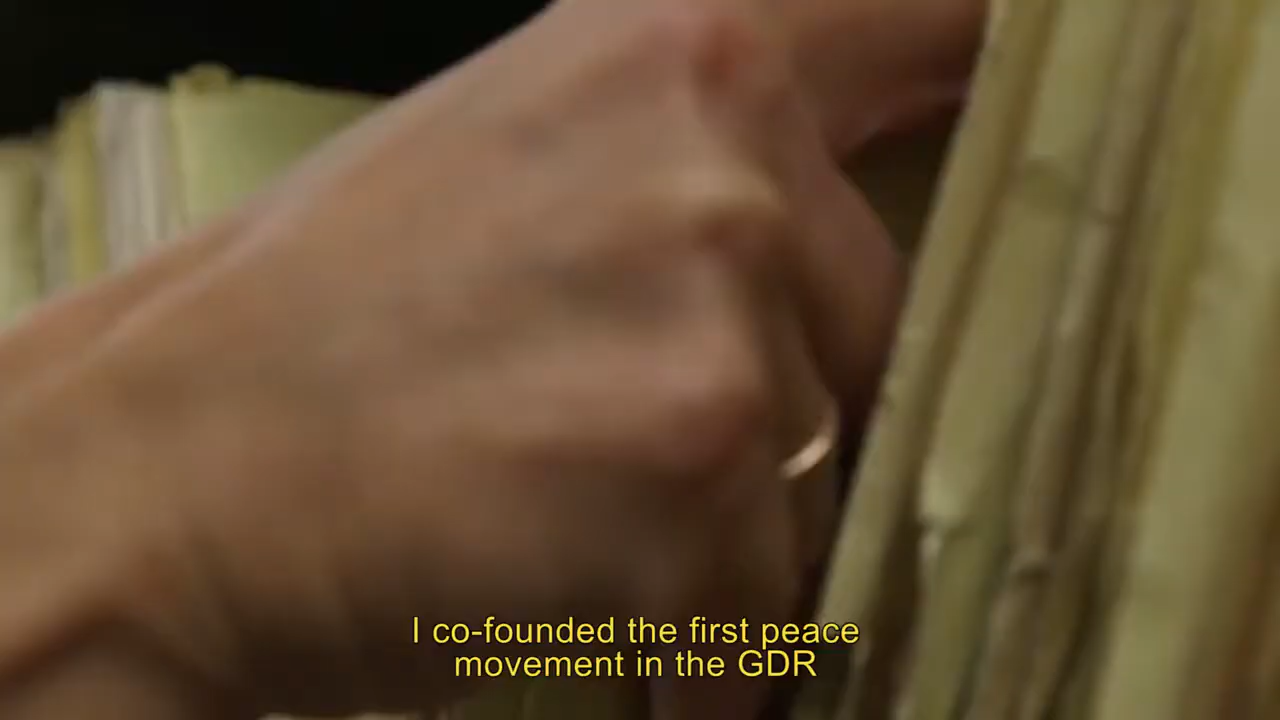 I co-founded the first peace
movement in the GDR